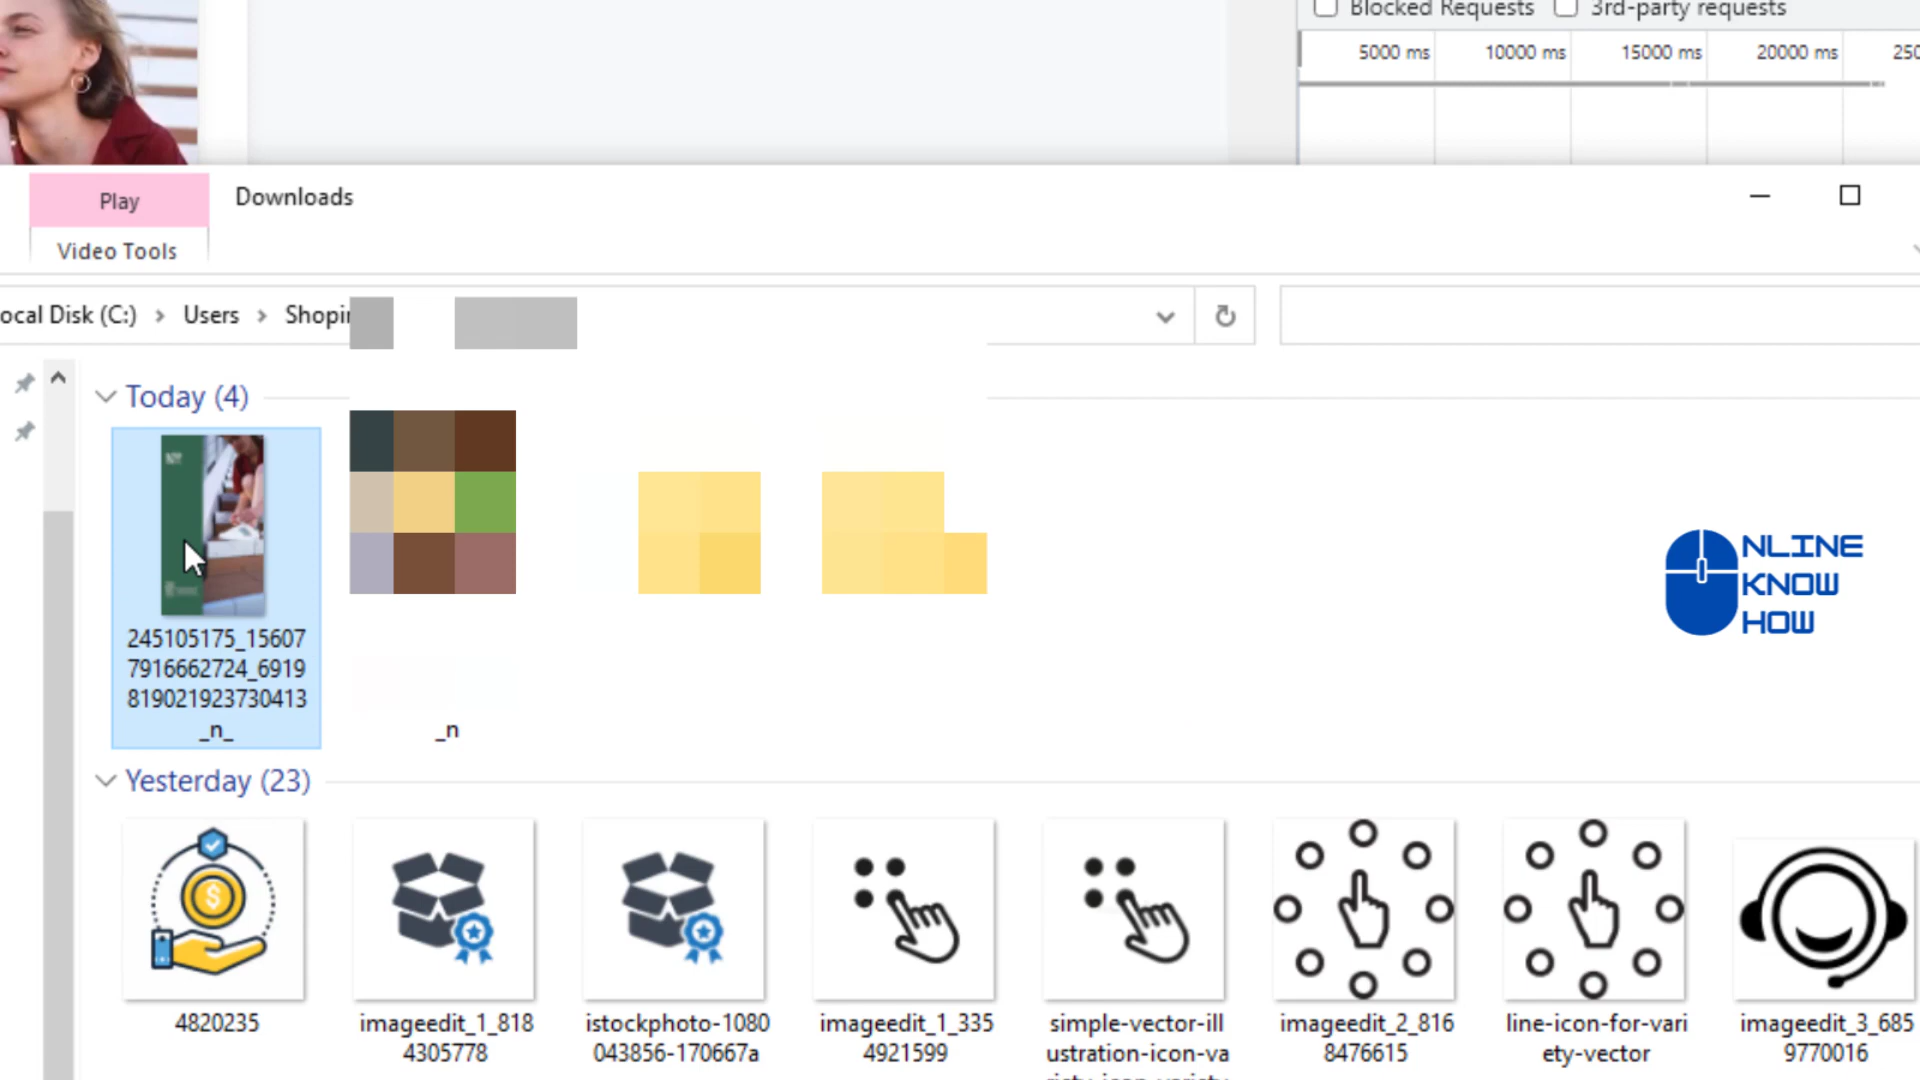 Blocked Requests 3rd-party requests
5000 ms 10000 ms 15000 ms 20000 ms
Play
Downloads
Video Tools
ocal Disk (C:) > Users >
Today (4)
245105175_15607
7916662724_6919
819021923730413
_n_
_n
NLINE
KNOW
HOW
Yesterday (23)
4820235
imageedit_1_818
4305778
istockphoto-1080
043856-170667a
imageedit_1_335
4921599
simple-vector-ill
ustration-icon-va
imageedit_2_816
8476615
line-icon-for-vari
ety-vector
imageedit_3_685
9770016